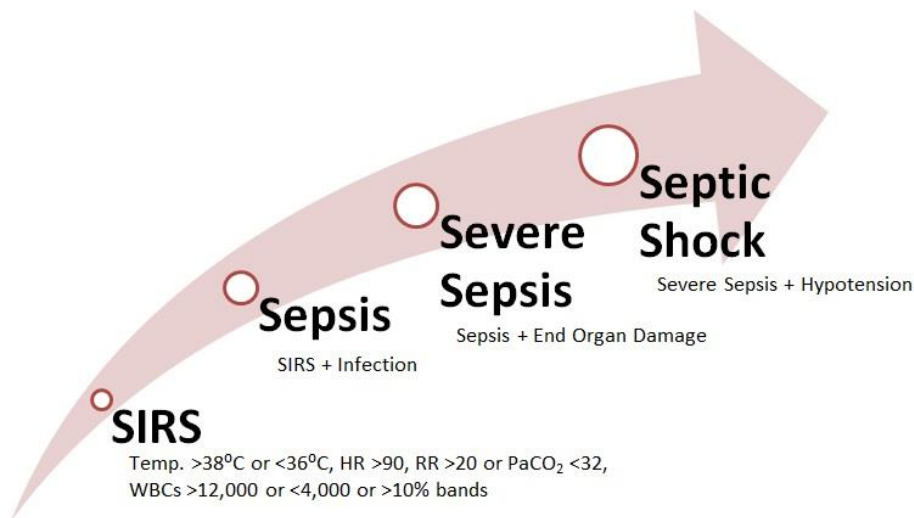 SIRS
Temp. >38⁰C or <36⁰C, HR >90, RR >20 or PaCO₂ <32,
WBCs >12,000 or <4,000 or >10% bands
Sepsis
SIRS + Infection
Severe
Sepsis
Sepsis + End Organ Damage
Septic
Shock
Severe Sepsis + Hypotension